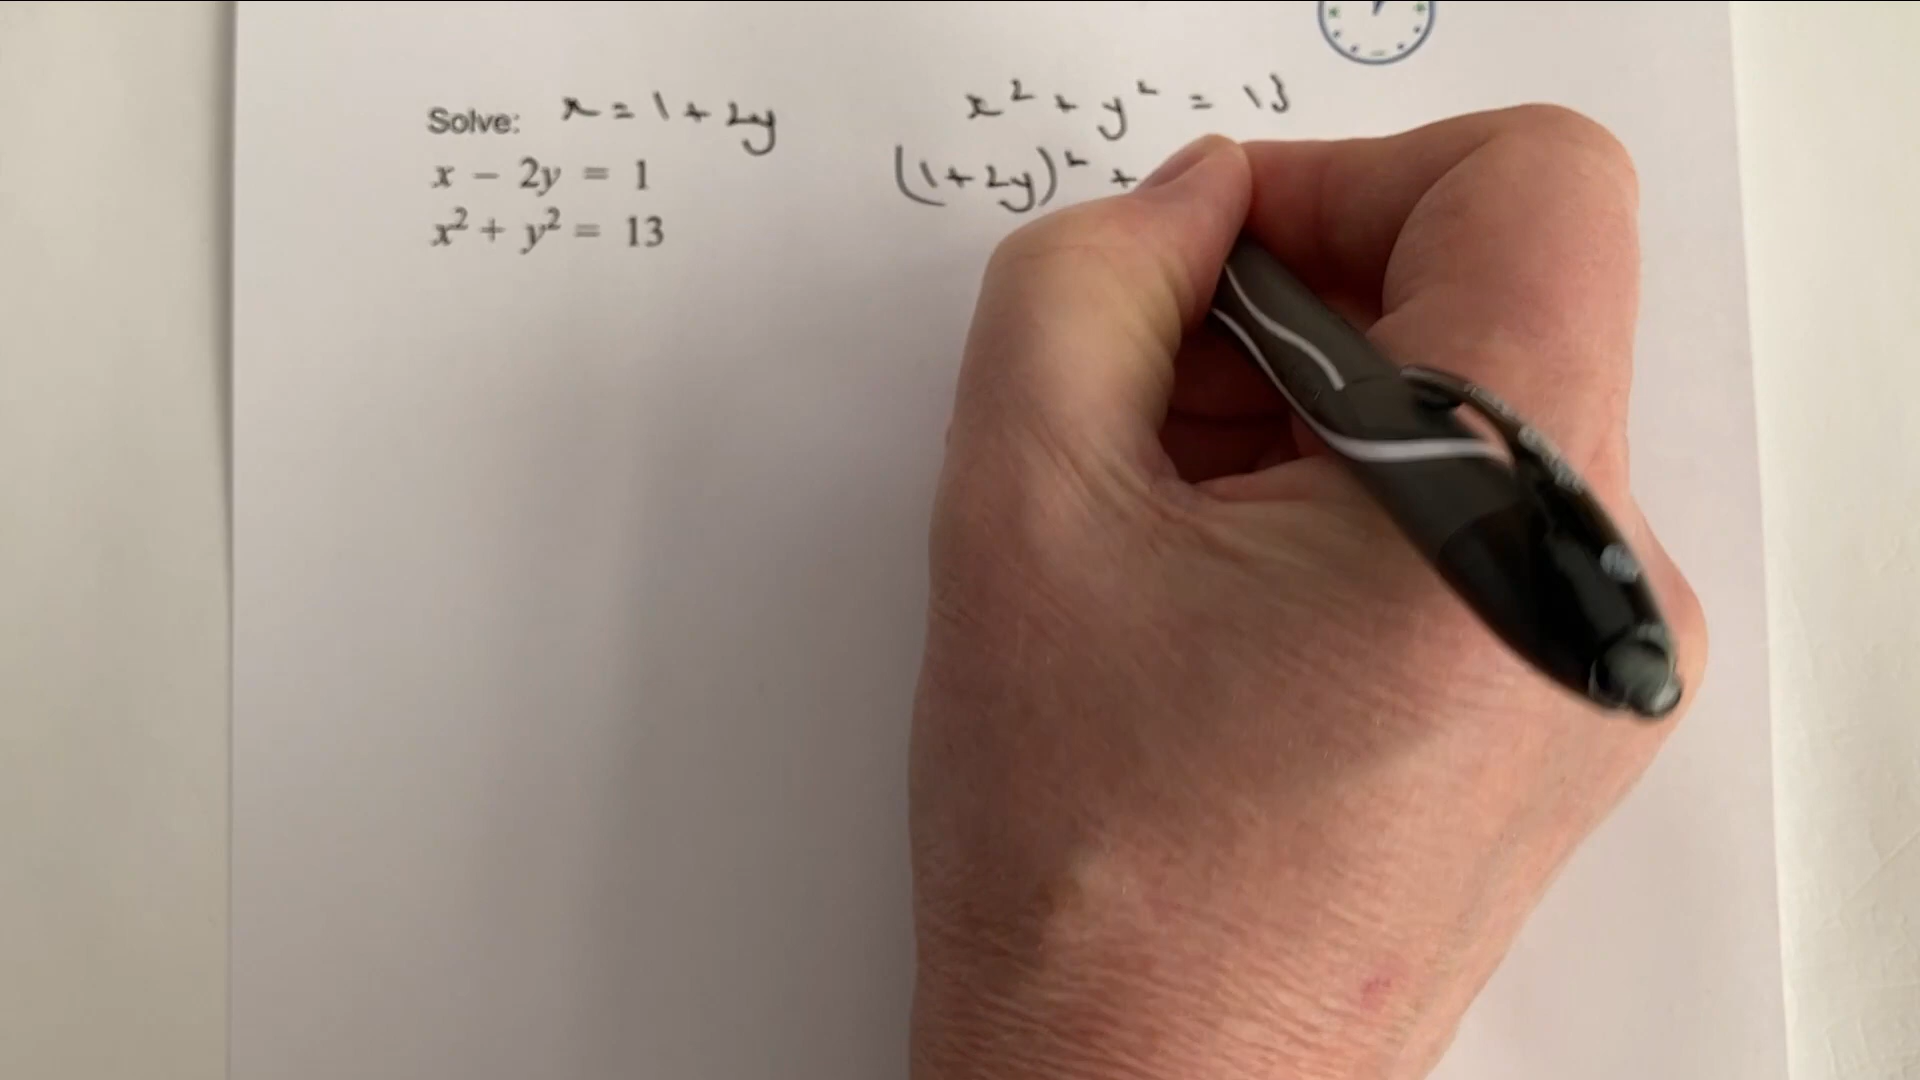 Solve: x = 1 + 2y
x − 2y = 1
x² + y² = 13
x² + y² = 13
(1+2y)² +